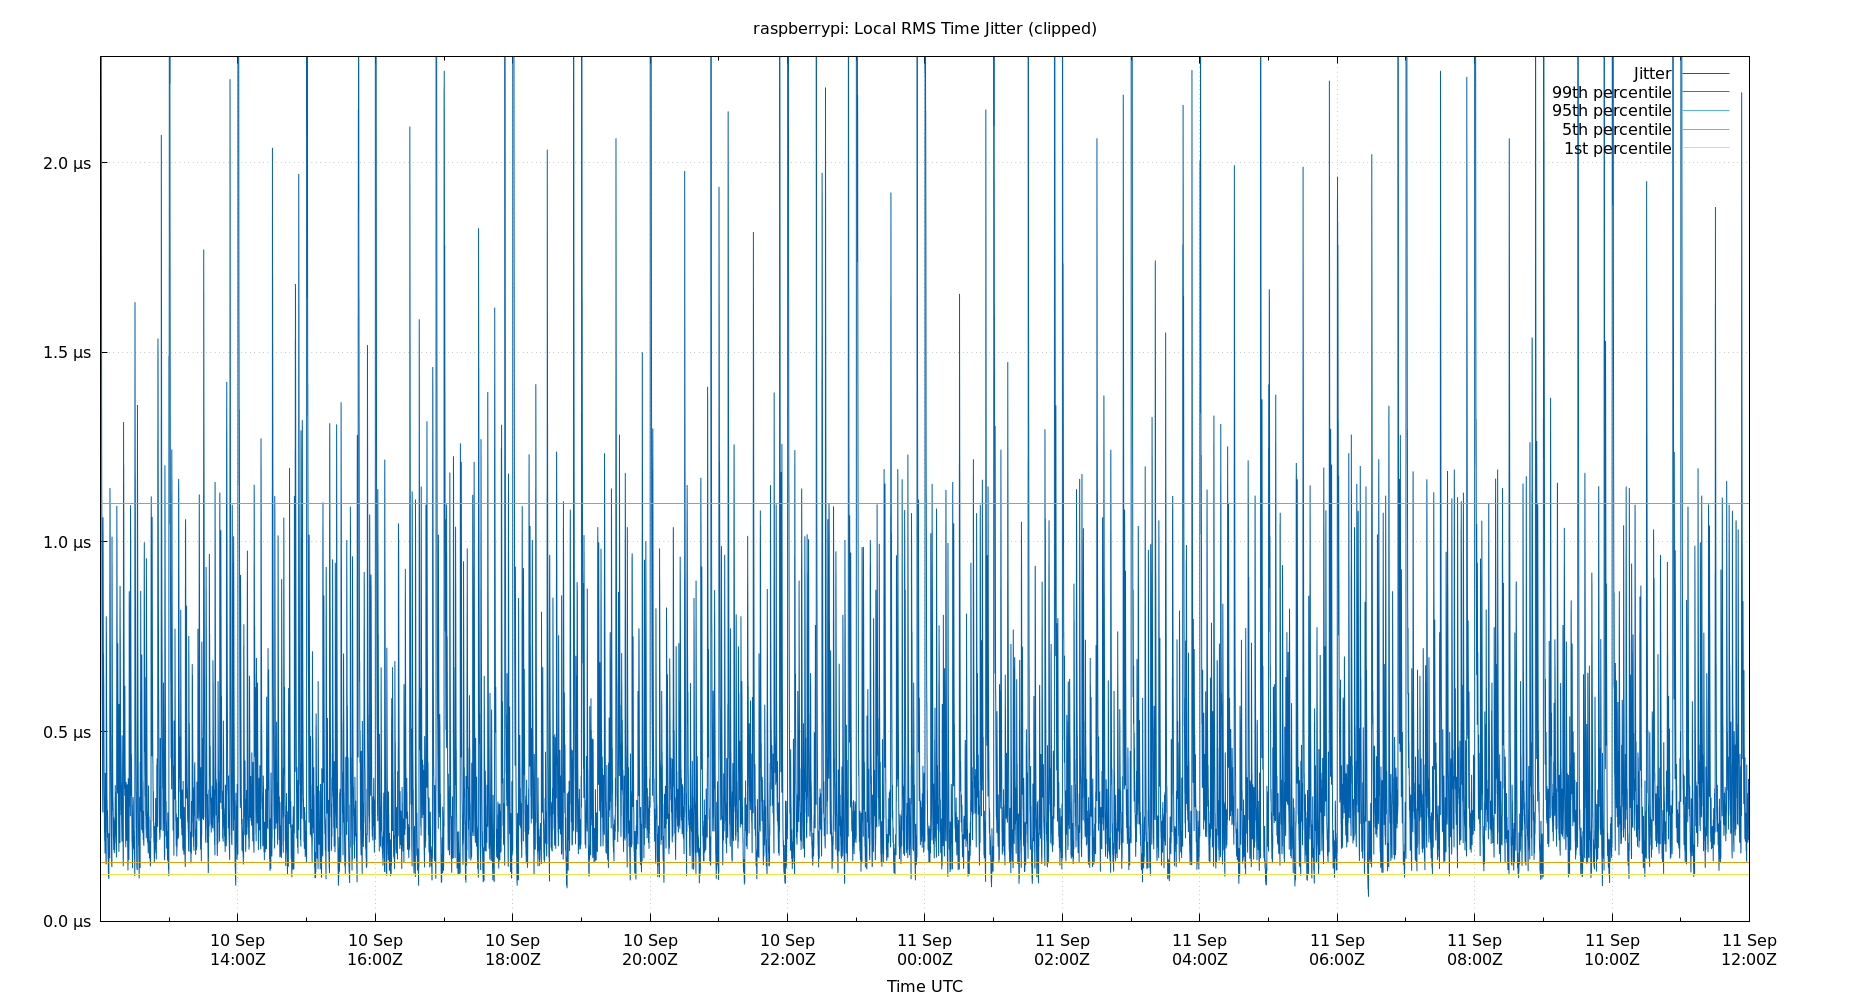 raspberrypi: Local RMS Time Jitter (clipped)
Jitter
99th percentile
95th percentile
5th percentile
1st percentile
2.0 µs
1.5 µs
1.0 µs
0.5 µs
0.0 µs
10 Sep 10 Sep 10 Sep 10 Sep 10 Sep 11 Sep 11 Sep 11 Sep 11 Sep 11 Sep 11 Sep 11 Sep
14:00Z 16:00Z 18:00Z 20:00Z 22:00Z 00:00Z 02:00Z 04:00Z 06:00Z 08:00Z 10:00Z 12:00Z
Time UTC